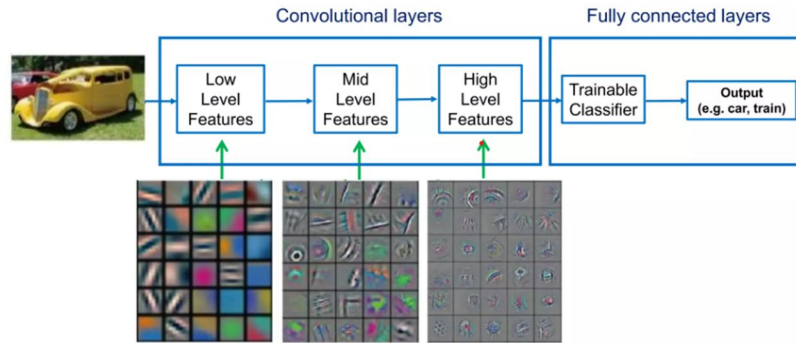 Convolutional layers
Fully connected layers
Low
Level
Features
Mid
Level
Features
High
Level
Features
Trainable
Classifier
Output
(e.g. car, train)